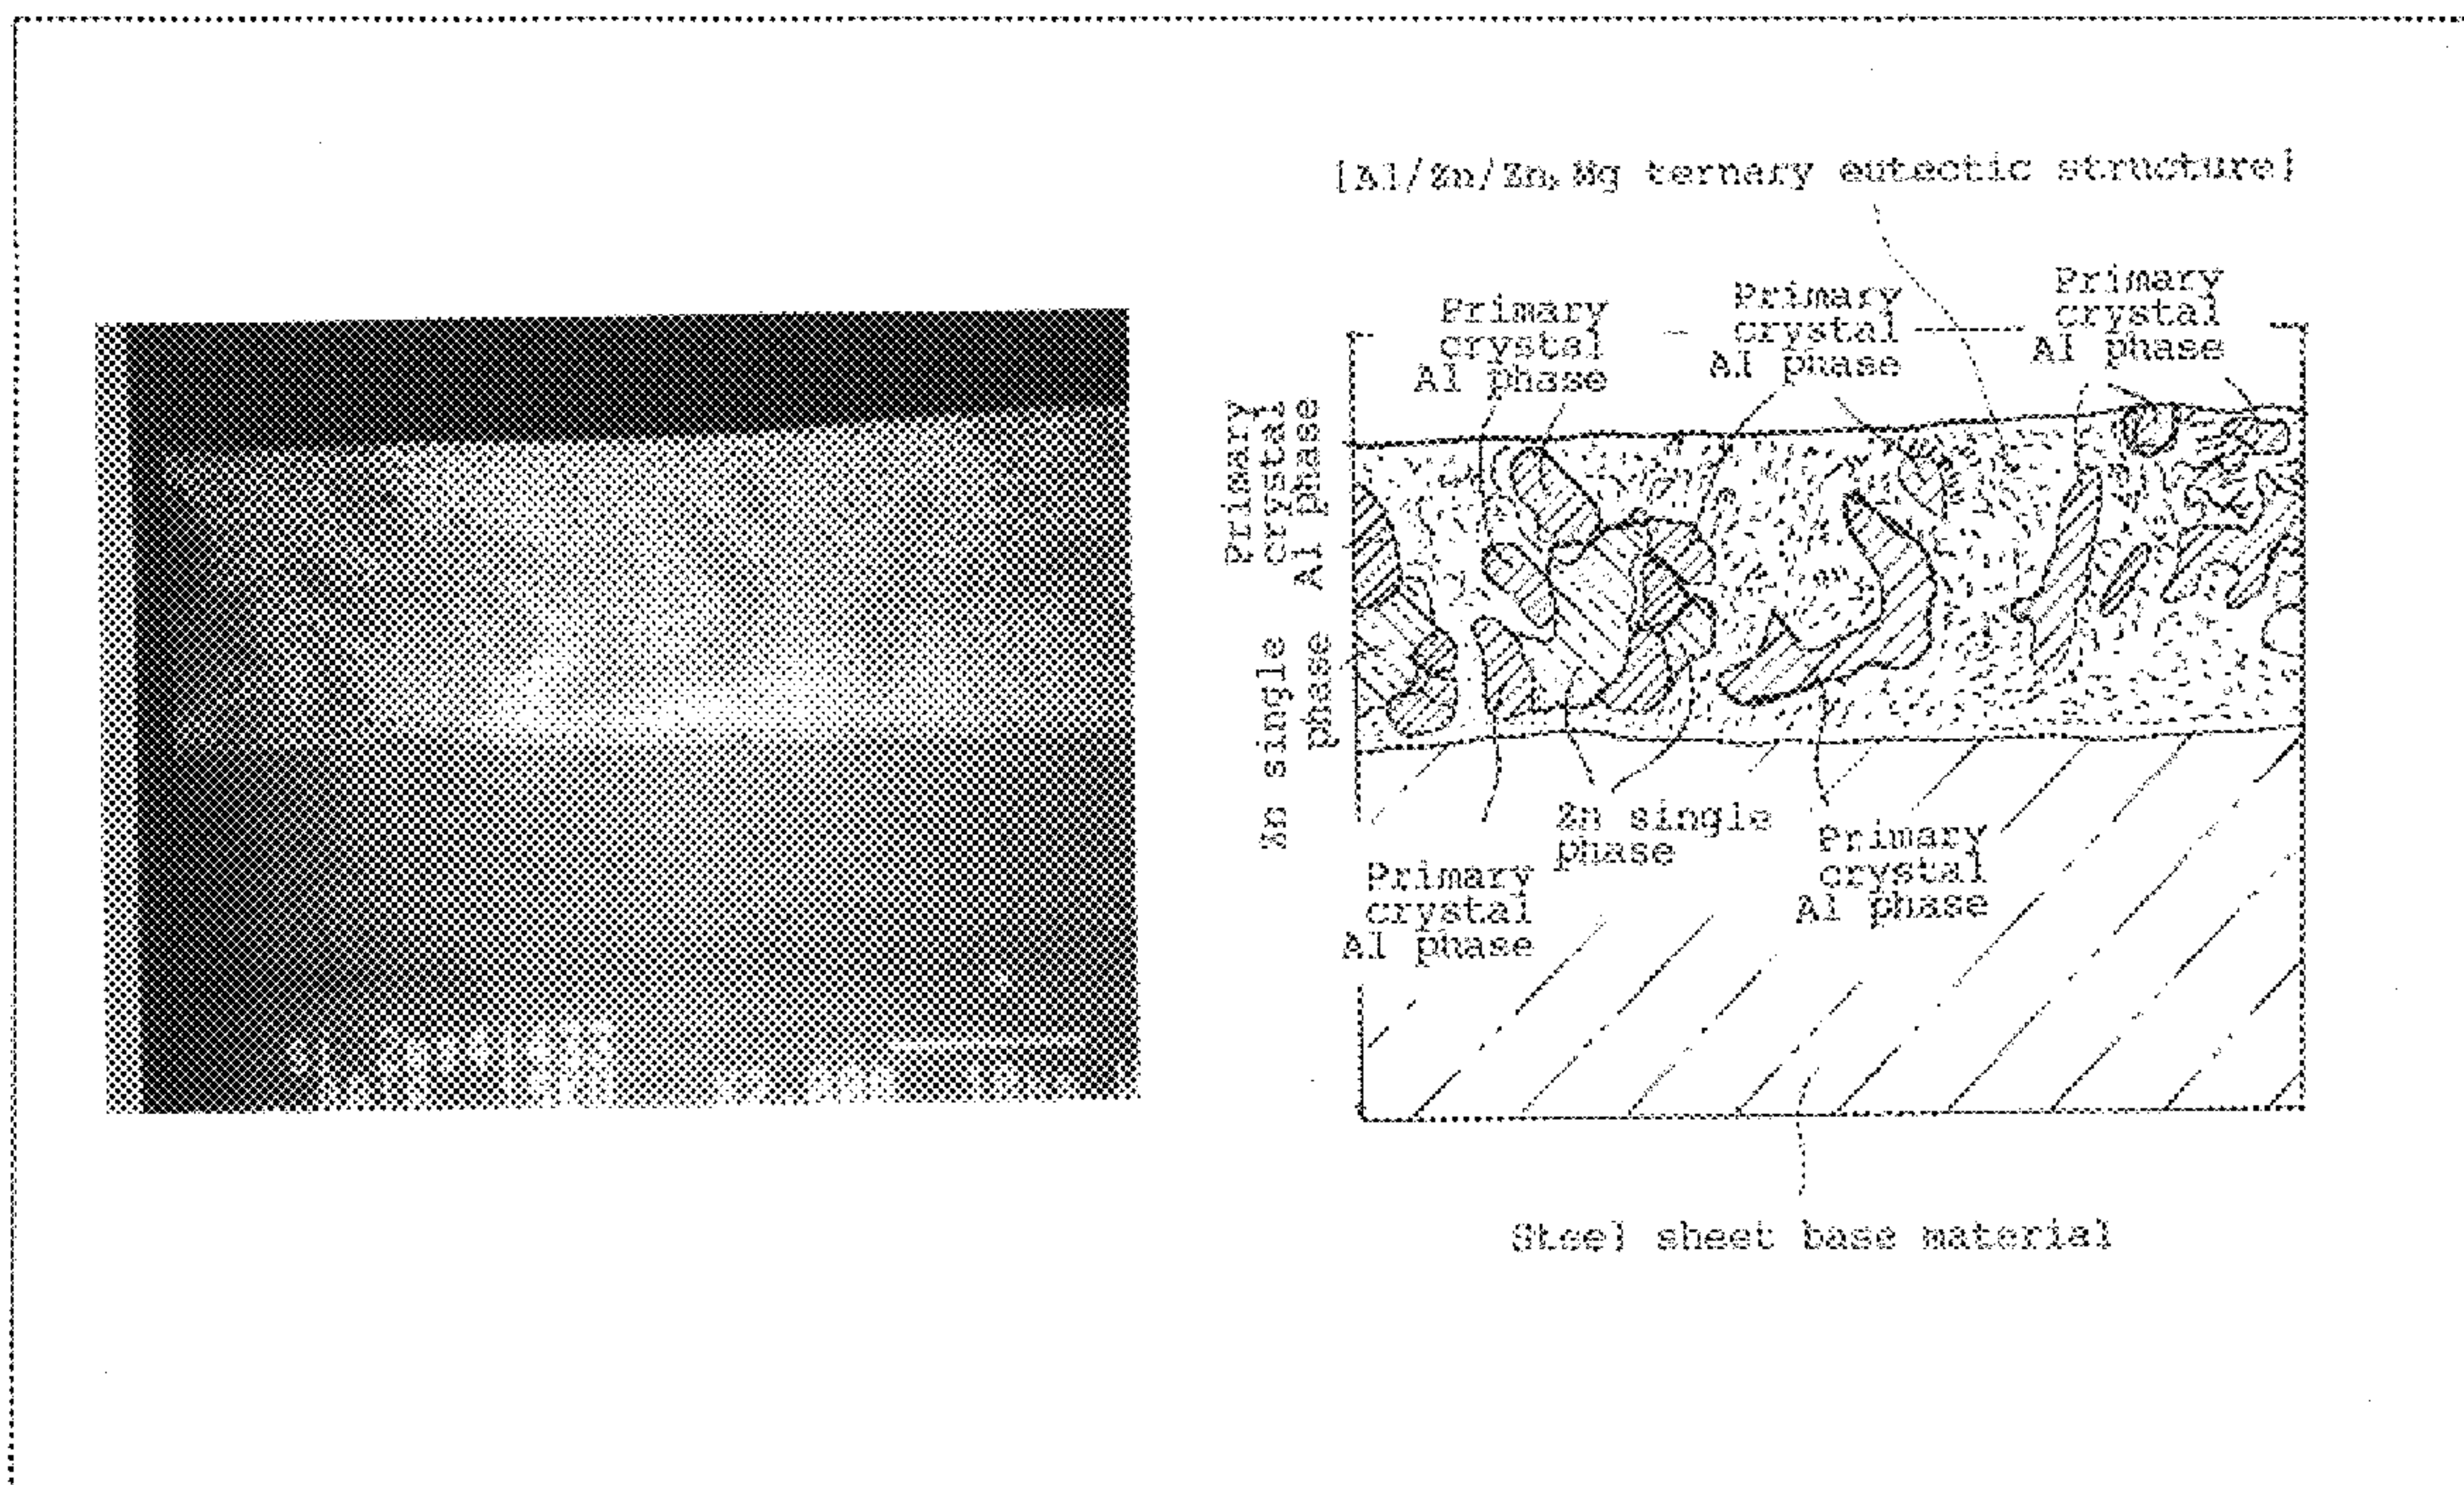 [Al/Zn/Zn₂Mg ternary eutectic structure]
Primary
crystal
Al phase
Primary
crystal
Al phase
Primary
crystal
Al phase
Primary
crystal
Al phase
Zn single
phase
Zn single
phase
Primary
crystal
Al phase
Primary
crystal
Al phase
Steel sheet base material